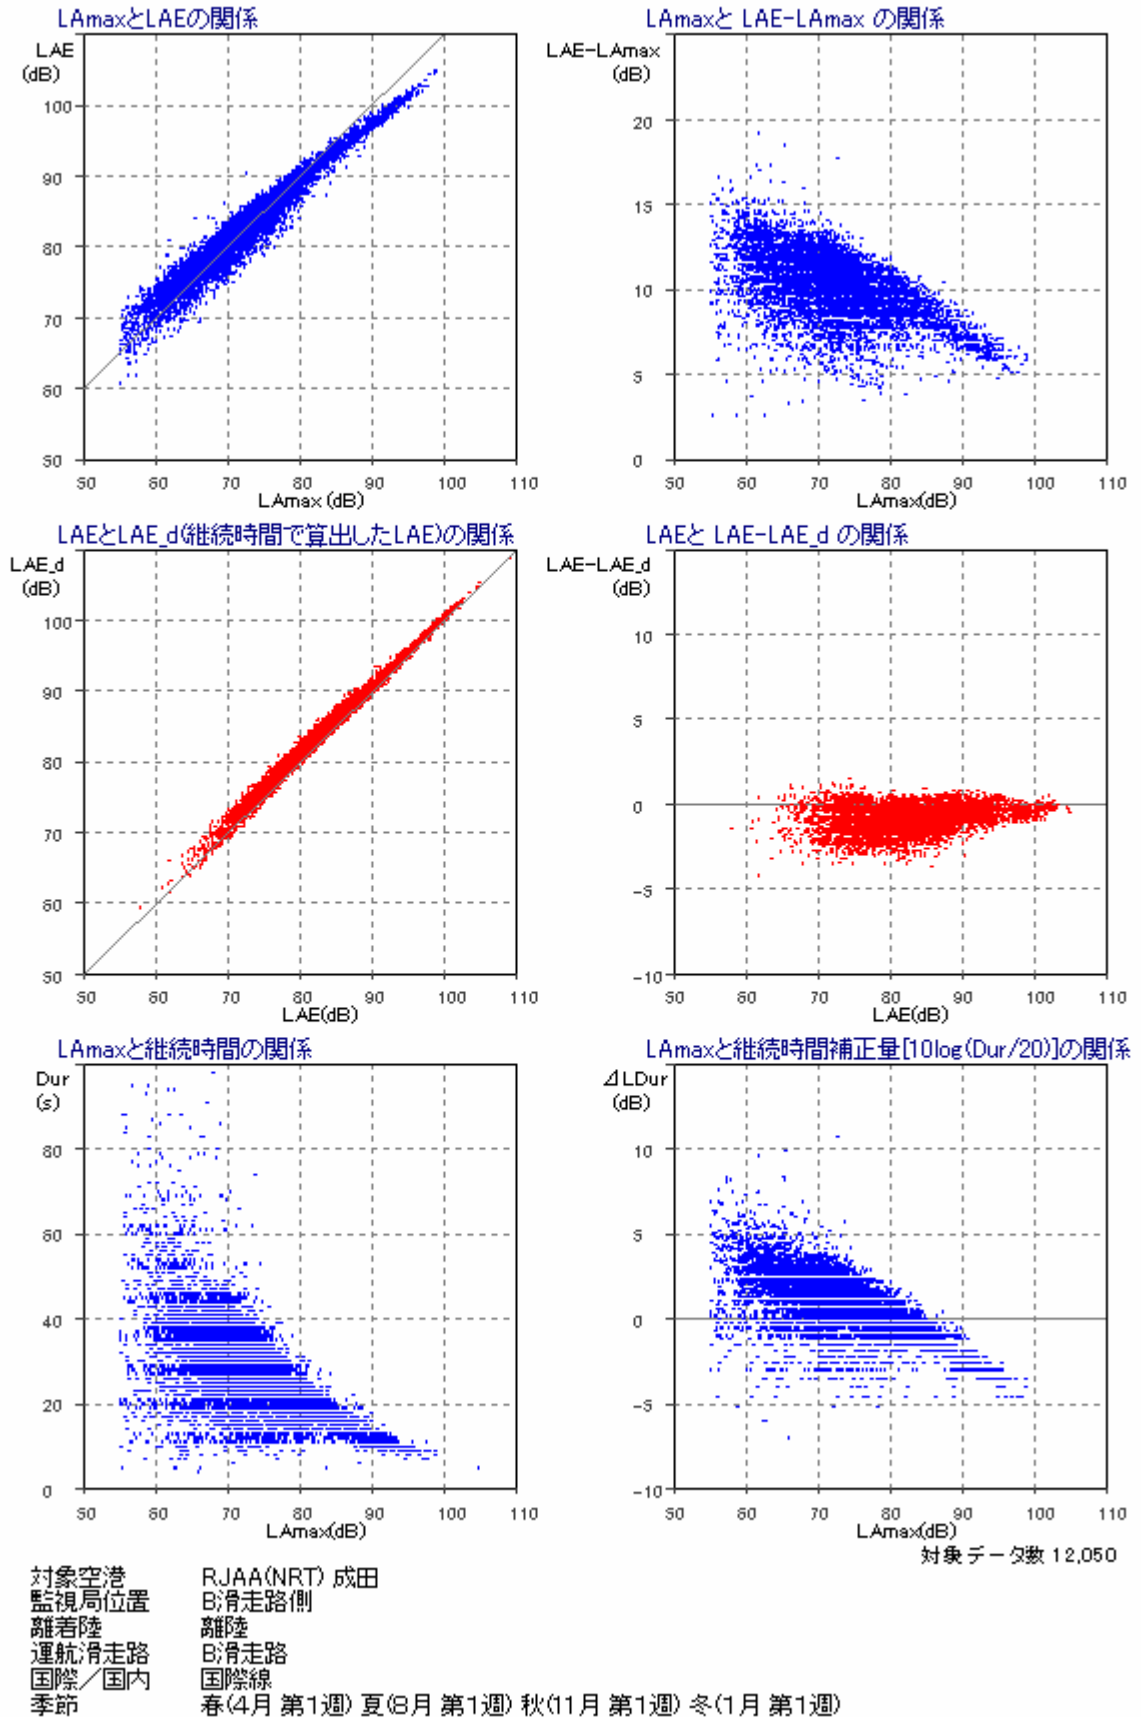 LAmaxとLAEの関係
LAE
(dB)
100
90
80
70
60
50
50 60 70 80 90 100 110
LAmax (dB)
LAmaxと LAE-LAmax の関係
LAE-LAmax
(dB)
20
15
10
5
0
50 60 70 80 90 100 110
LAmax(dB)
LAEとLAE_d(継続時間で算出したLAE)の関係
LAE_d
(dB)
100
90
80
70
60
50
50 60 70 80 90 100 110
LAE(dB)
LAEと LAE-LAE_d の関係
LAE-LAE_d
(dB)
10
5
0
-5
-10
50 60 70 80 90 100 110
LAE(dB)
LAmaxと継続時間の関係
Dur
(s)
80
60
40
20
0
50 60 70 80 90 100 110
LAmax(dB)
LAmaxと継続時間補正量[10log(Dur/20)]の関係
⊿LDur
(dB)
10
5
0
-5
-10
50 60 70 80 90 100 110
LAmax(dB)
対象データ数 12,050
対象空港 RJAA(NRT) 成田
監視局位置 B滑走路側
離着陸 離陸
運航滑走路 B滑走路
国際/国内 国際線
季節 春(4月 第1週) 夏(8月 第1週) 秋(11月 第1週) 冬(1月 第1週)